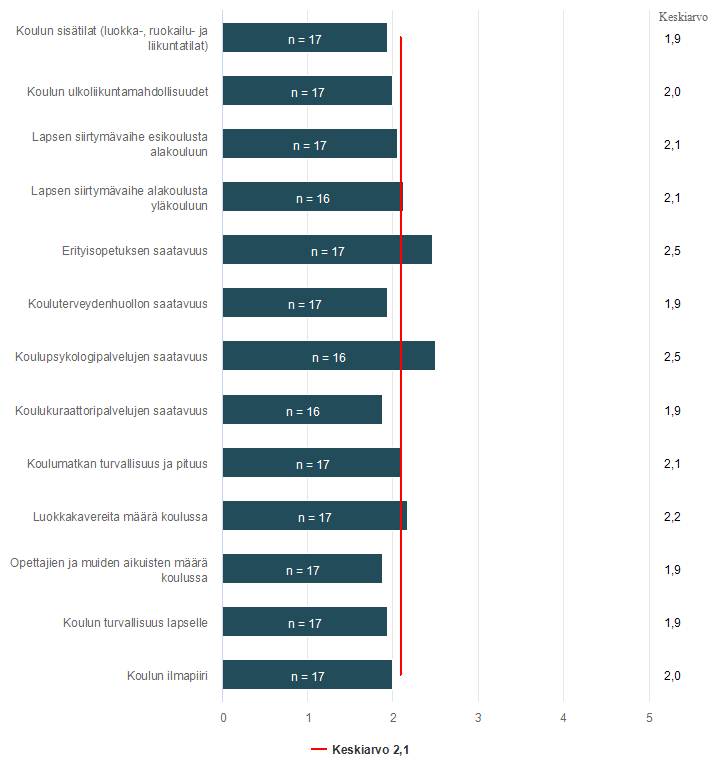 Keskiarvo
Koulun sisätilat (luokka-, ruokailu- ja
liikuntatilat)
n = 17
1,9
Koulun ulkoliikuntamahdollisuudet
n = 17
2,0
Lapsen siirtymävaihe esikoulusta
alakouluun
n = 17
2,1
Lapsen siirtymävaihe alakoulusta
yläkouluun
n = 16
2,1
Erityisopetuksen saatavuus
n = 17
2,5
Kouluterveydenhuollon saatavuus
n = 17
1,9
Koulupsykologipalvelujen saatavuus
n = 16
2,5
Koulukuraattoripalvelujen saatavuus
n = 16
1,9
Koulumatkan turvallisuus ja pituus
n = 17
2,1
Luokkakavereita määrä koulussa
n = 17
2,2
Opettajien ja muiden aikuisten määrä
koulussa
n = 17
1,9
Koulun turvallisuus lapselle
n = 17
1,9
Koulun ilmapiiri
n = 17
2,0
0 1 2 3 4 5
Keskiarvo 2,1